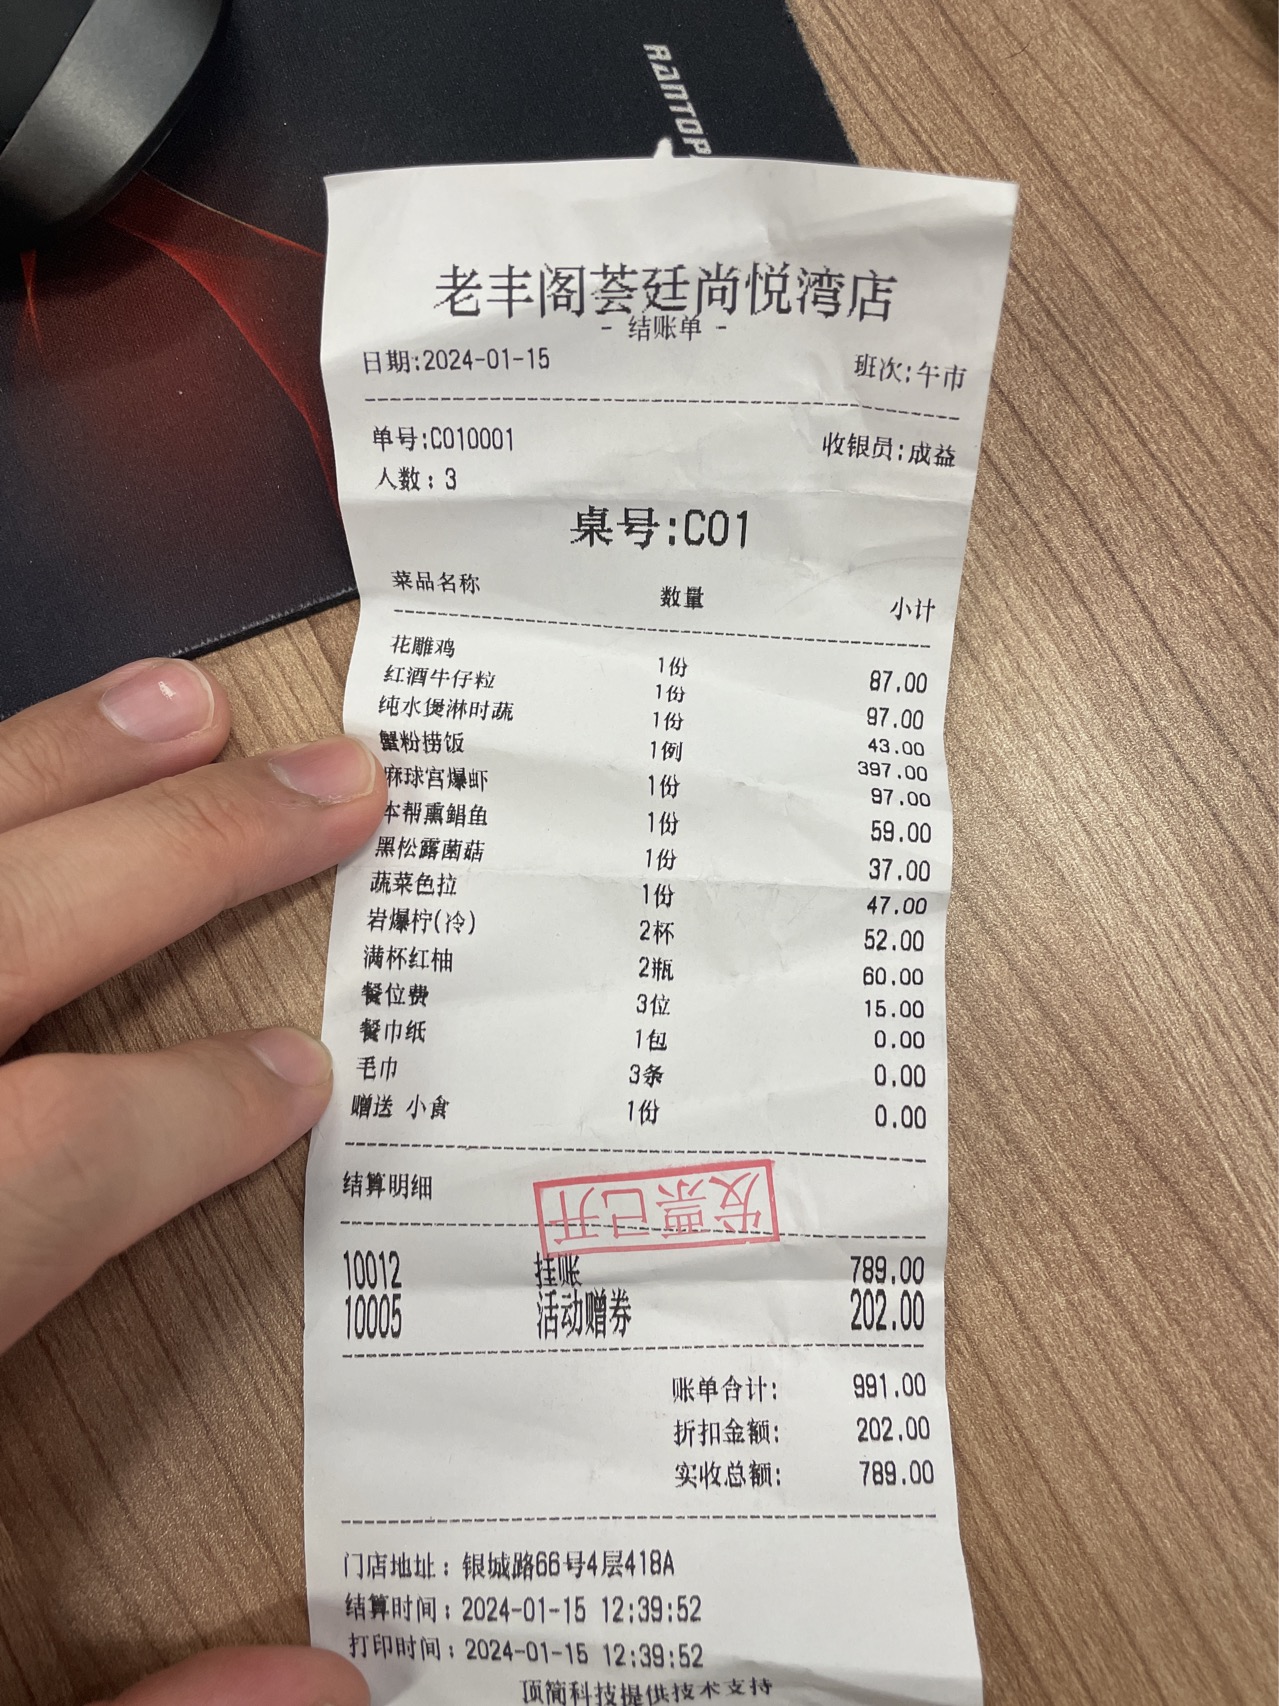 RANTOP
老丰阁荟廷尚悦湾店
- 结账单 -
日期:2024-01-15 班次:午市
单号:C010001 收银员:成益
人数:3
桌号:C01
菜品名称 数量 小计
花雕鸡 1份 87.00
红酒牛仔粒 1份 97.00
纯水煲淋时蔬 1份 43.00
蟹粉捞饭 1例 397.00
麻球宫爆虾 1份 97.00
本帮熏鲳鱼 1份 59.00
黑松露菌菇 1份 37.00
蔬菜色拉 1份 47.00
岩爆柠(冷) 2杯 52.00
满杯红柚 2瓶 60.00
餐位费 3位 15.00
餐巾纸 1包 0.00
毛巾 3条 0.00
赠送 小食 1份 0.00
结算明细
发票已开
10012 挂账 789.00
10005 活动赠券 202.00
账单合计: 991.00
折扣金额: 202.00
实收总额: 789.00
门店地址:银城路66号4层418A
结算时间:2024-01-15 12:39:52
打印时间:2024-01-15 12:39:52
顶简科技提供技术支持